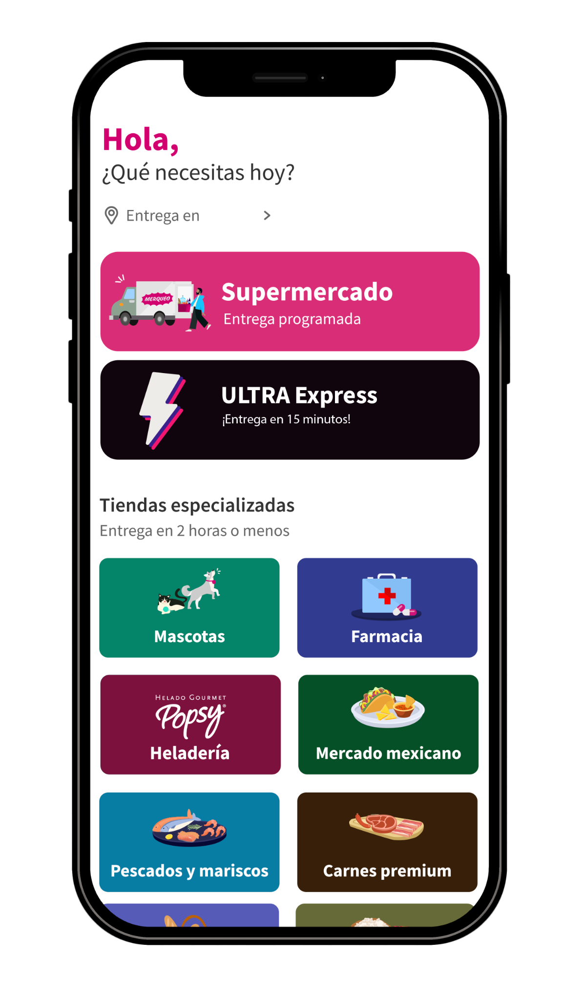 Hola,
¿Qué necesitas hoy?
Entrega en
MERQUEO
Supermercado
Entrega programada
ULTRA Express
¡Entrega en 15 minutos!
Tiendas especializadas
Entrega en 2 horas o menos
Mascotas
Farmacia
HELADO GOURMET
Popsy®
Heladería
Mercado mexicano
Pescados y mariscos
Carnes premium